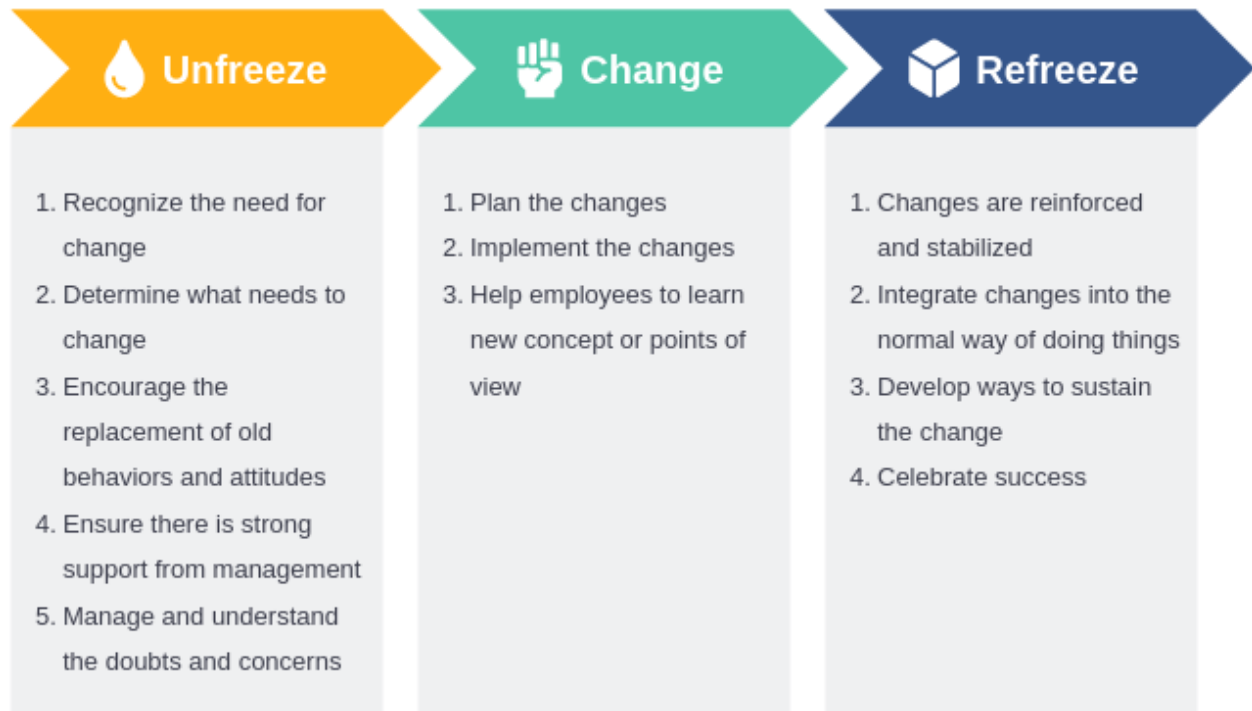 Unfreeze
1. Recognize the need for
change
2. Determine what needs to
change
3. Encourage the
replacement of old
behaviors and attitudes
4. Ensure there is strong
support from management
5. Manage and understand
the doubts and concerns
Change
1. Plan the changes
2. Implement the changes
3. Help employees to learn
new concept or points of
view
Refreeze
1. Changes are reinforced
and stabilized
2. Integrate changes into the
normal way of doing things
3. Develop ways to sustain
the change
4. Celebrate success